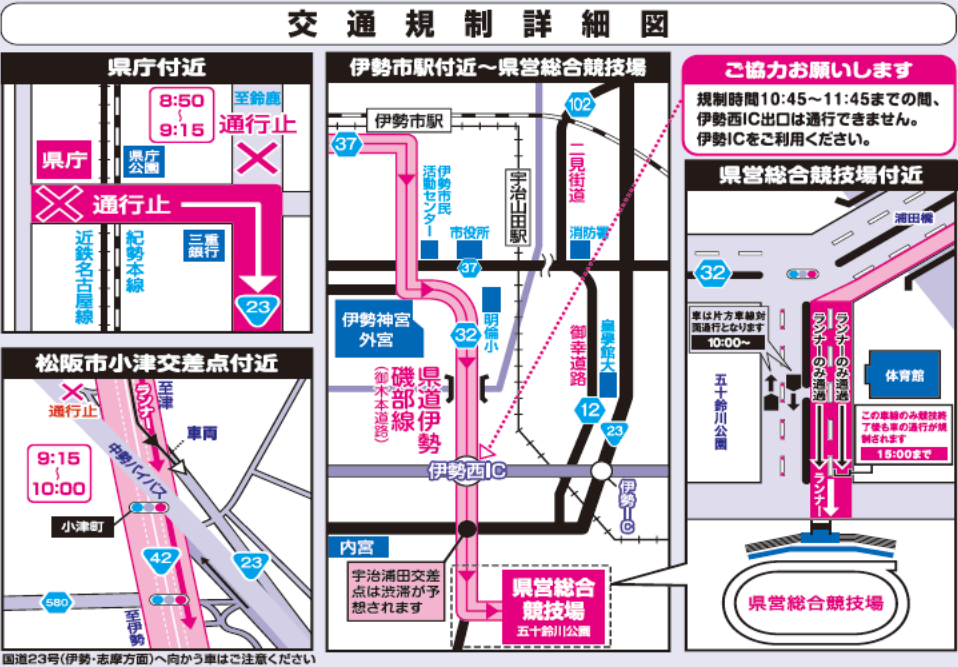 交通規制詳細図
県庁付近
8:50
~
9:15
至鈴鹿
通行止
県庁
県庁
公園
通行止
近鉄名古屋線
紀勢本線
三重
銀行
23
松阪市小津交差点付近
通行止
ランナー
至津
車両
9:15
~
10:00
中勢バイパス
小津町
42
23
580
至伊勢
国道23号(伊勢・志摩方面)へ向かう車はご注意ください
伊勢市駅付近～県営総合競技場
102
伊勢市駅
37
二見街道
伊勢市民
活動センター
宇治山田駅
市役所
消防署
37
伊勢神宮
外宮
明倫小
32
御幸道路
皇學館大
県道伊勢
磯部線
(御木本道路)
12
23
伊勢西IC
伊勢IC
内宮
宇治浦田交差
点は渋滞が予
想されます
県営総合
競技場
五十鈴川公園
ご協力お願いします
規制時間10:45～11:45までの間、
伊勢西IC出口は通行できません。
伊勢ICをご利用ください。
県営総合競技場付近
浦田橋
32
車は片方車線対
面通行となります
10:00～
ランナーのみ通過
ランナーのみ通過
体育館
五十鈴川公園
この車線のみ競技終
了後も車の通行が規
制されます
15:00まで
ランナー
県営総合競技場